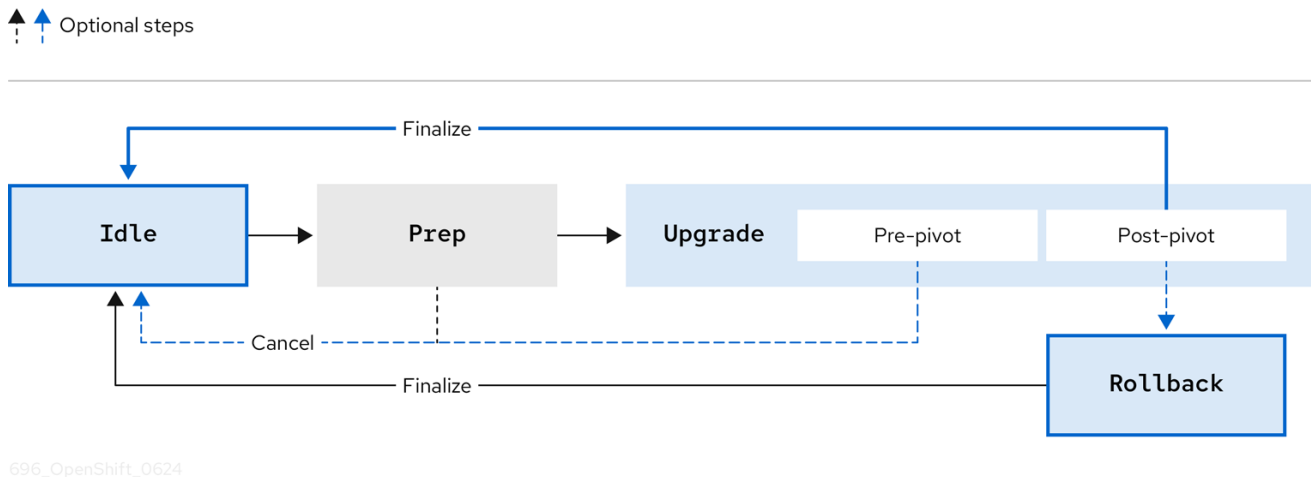 Optional steps
Finalize
Idle
Prep
Upgrade
Pre-pivot
Post-pivot
Cancel
Finalize
Rollback
696_OpenShift_0624